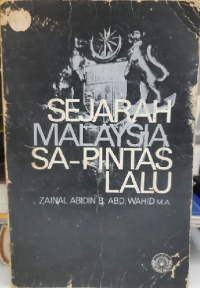 SEJARAH
MALAYSIA
SA-PINTAS
LALU
ZAINAL ABIDIN B. ABD. WAHID M.A.